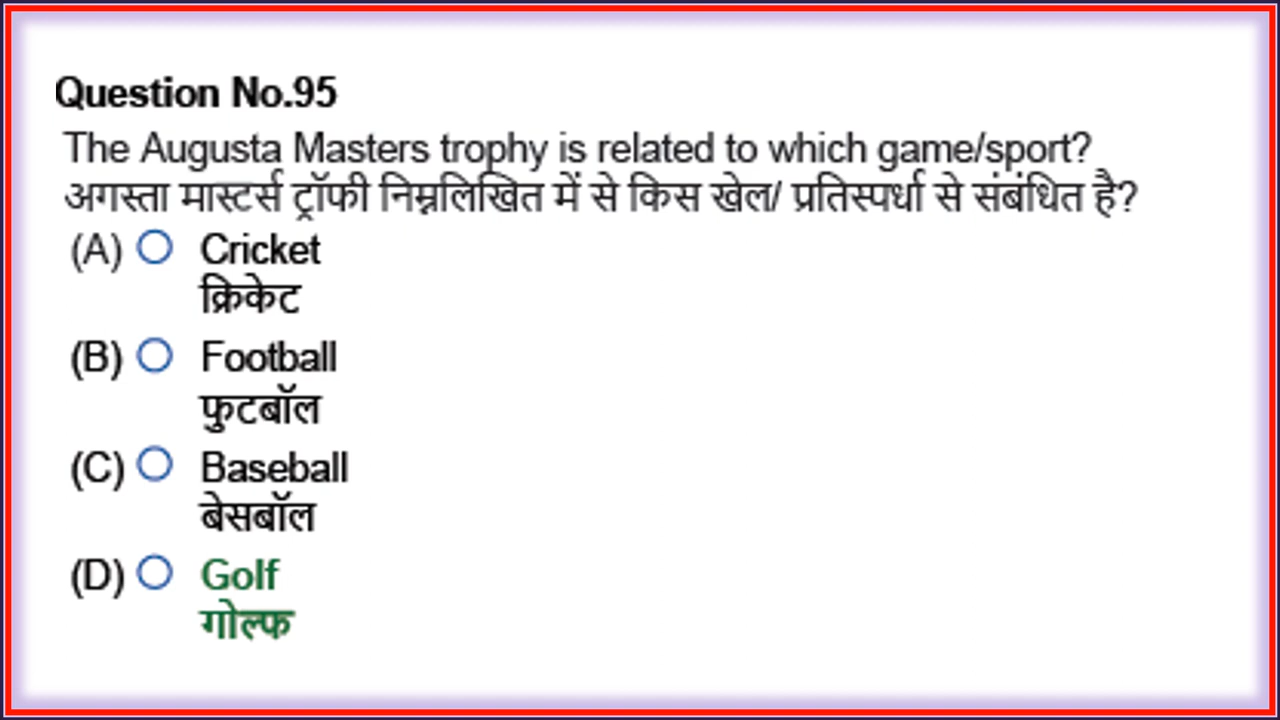 Question No.95
The Augusta Masters trophy is related to which game/sport?
अगस्ता मास्टर्स ट्रॉफी निम्नलिखित में से किस खेल/ प्रतिस्पर्धा से संबंधित है?
(A) Cricket
क्रिकेट
(B) Football
फुटबॉल
(C) Baseball
बेसबॉल
(D) Golf
गोल्फ